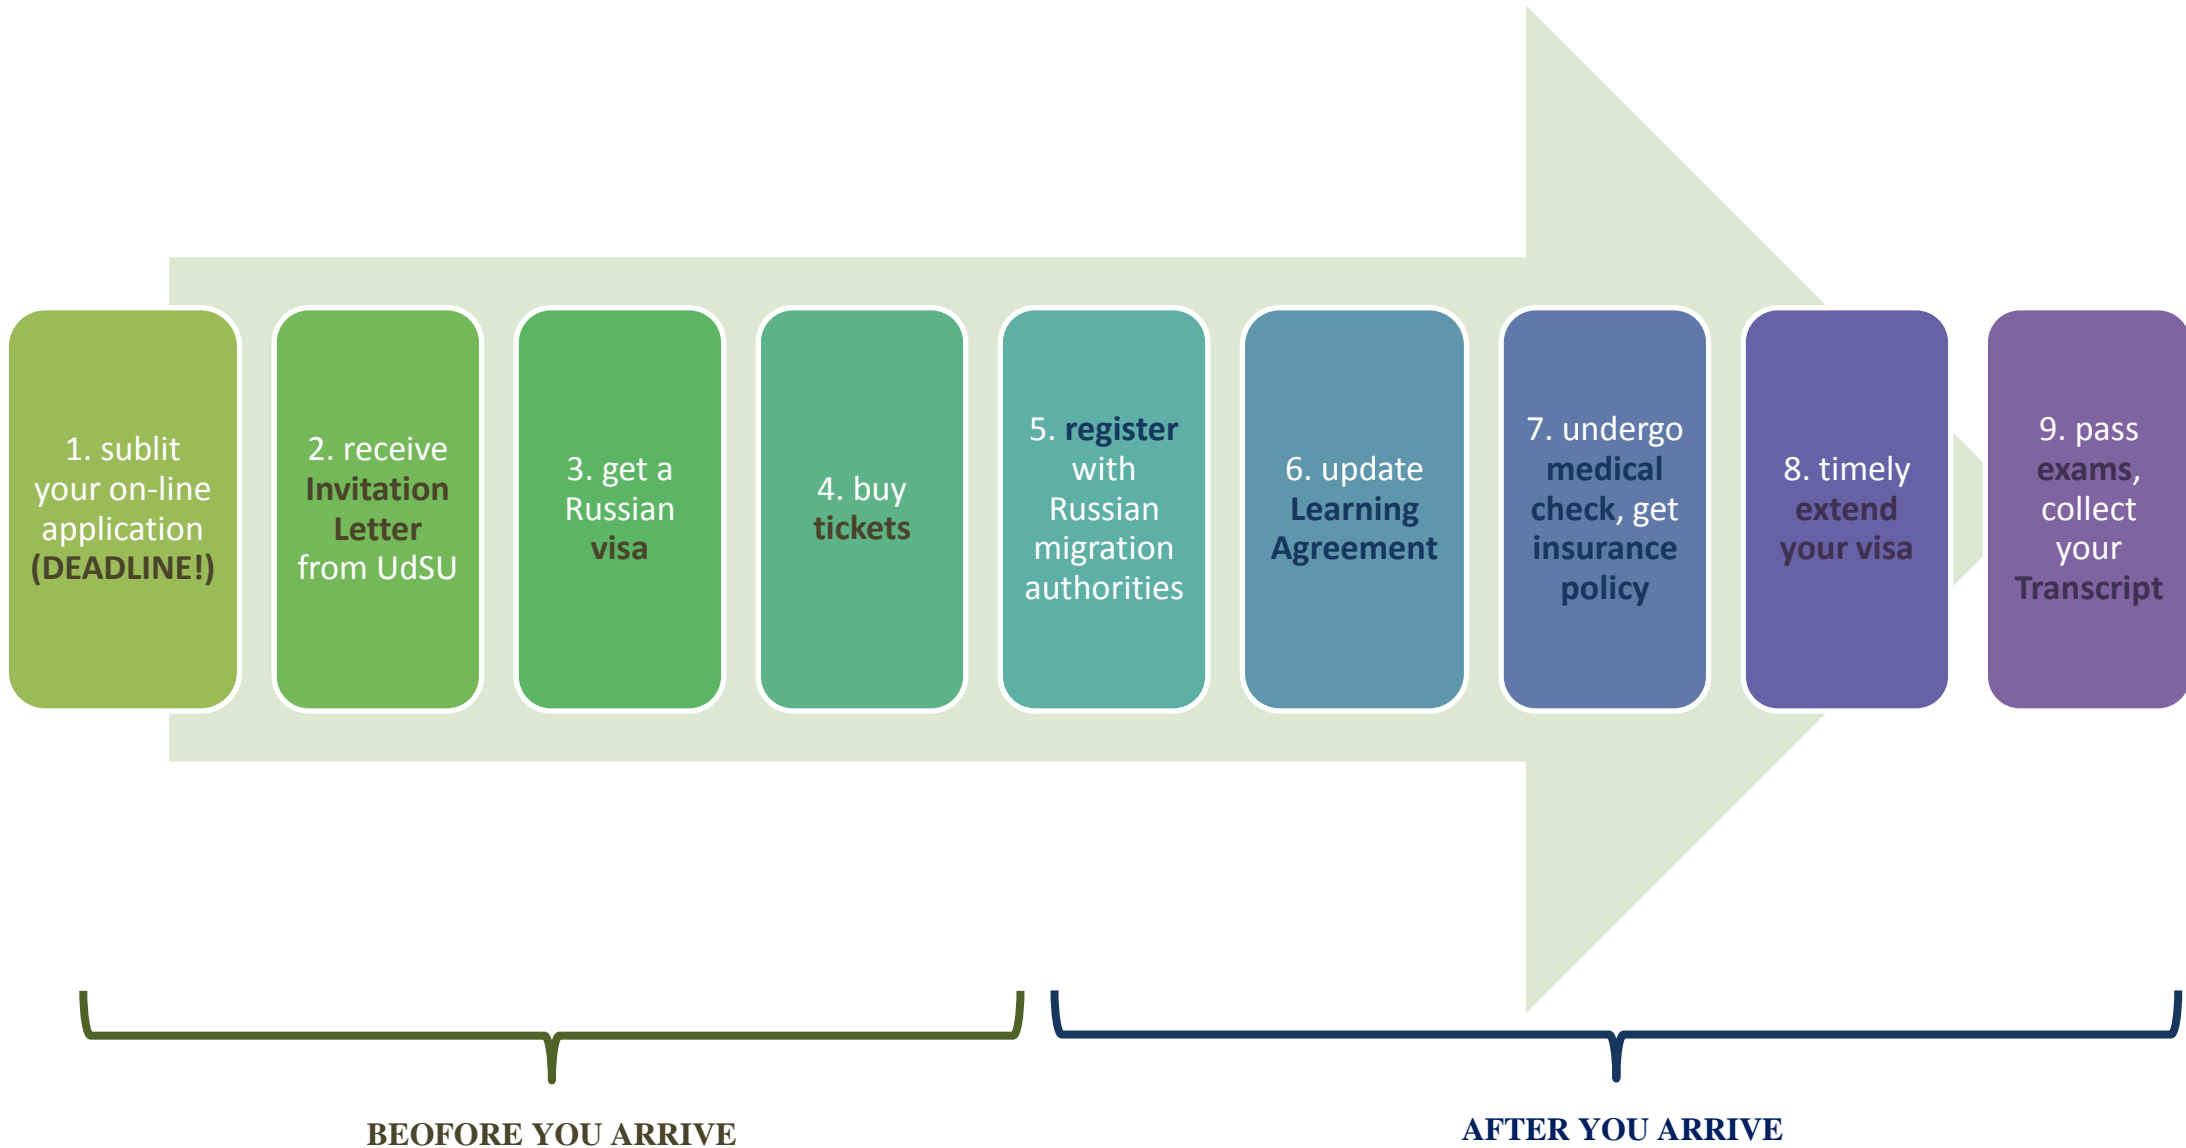 1. sublit
your on-line
application
(DEADLINE!)
2. receive
Invitation
Letter
from UdSU
3. get a
Russian
visa
4. buy
tickets
5. register
with
Russian
migration
authorities
6. update
Learning
Agreement
7. undergo
medical
check, get
insurance
policy
8. timely
extend
your visa
9. pass
exams,
collect
your
Transcript
BEOFORE YOU ARRIVE
AFTER YOU ARRIVE